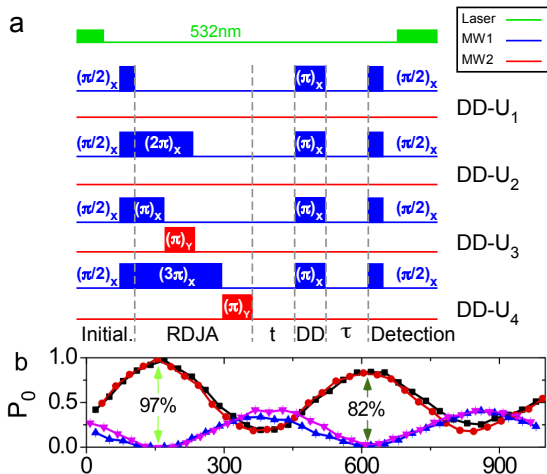 a
532nm
Laser
MW1
MW2
(π/2)ₓ (π)ₓ (π/2)ₓ
DD-U₁
(π/2)ₓ (2π)ₓ (π)ₓ (π/2)ₓ
DD-U₂
(π/2)ₓ (π)ₓ (π)ₓ (π/2)ₓ
(π)Y
DD-U₃
(π/2)ₓ (3π)ₓ (π)ₓ (π/2)ₓ
(π)Y
DD-U₄
Initial. RDJA t DD τ Detection
b
P₀
1.0
0.5
0.0
97%
82%
0 300 600 900